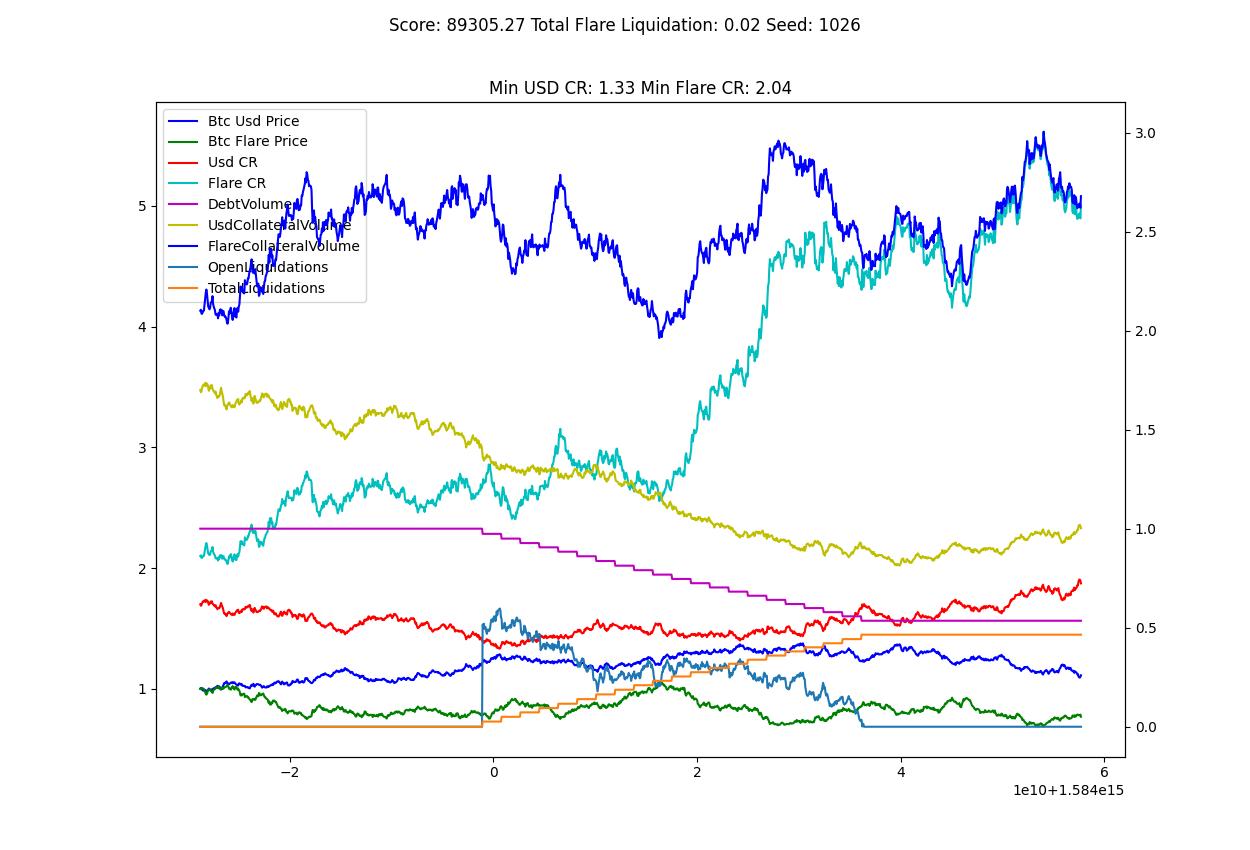 Score: 89305.27 Total Flare Liquidation: 0.02 Seed: 1026
Min USD CR: 1.33 Min Flare CR: 2.04
Btc Usd Price
Btc Flare Price
Usd CR
Flare CR
DebtVolume
UsdCollateralVolume
FlareCollateralVolume
OpenLiquidations
TotalLiquidations
5
4
3
2
1
3.0
2.5
2.0
1.5
1.0
0.5
0.0
−2
0
2
4
6
1e10+1.584e15